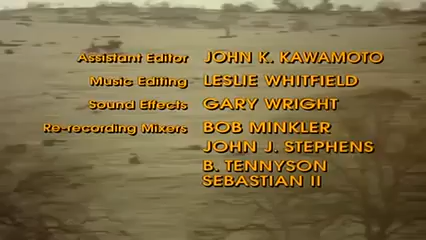 Assistant Editor JOHN K. KAWAMOTO
Music Editing LESLIE WHITFIELD
Sound Effects GARY WRIGHT
Re-recording Mixers BOB MINKLER
JOHN J. STEPHENS
B. TENNYSON
SEBASTIAN II